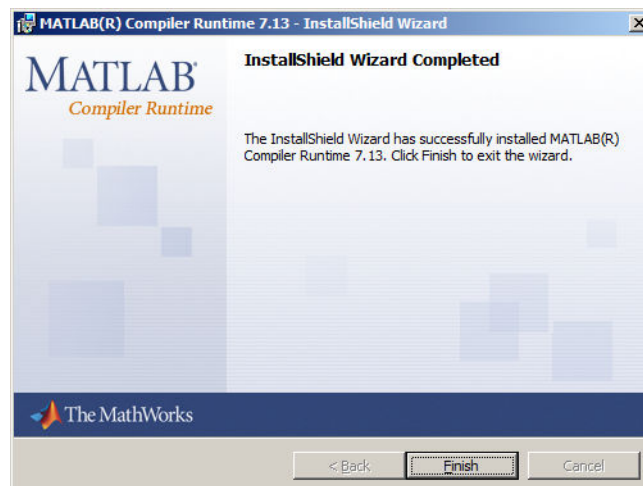 MATLAB(R) Compiler Runtime 7.13 - InstallShield Wizard
MATLAB®
Compiler Runtime
InstallShield Wizard Completed
The InstallShield Wizard has successfully installed MATLAB(R)
Compiler Runtime 7.13. Click Finish to exit the wizard.
The MathWorks
< Back
Finish
Cancel